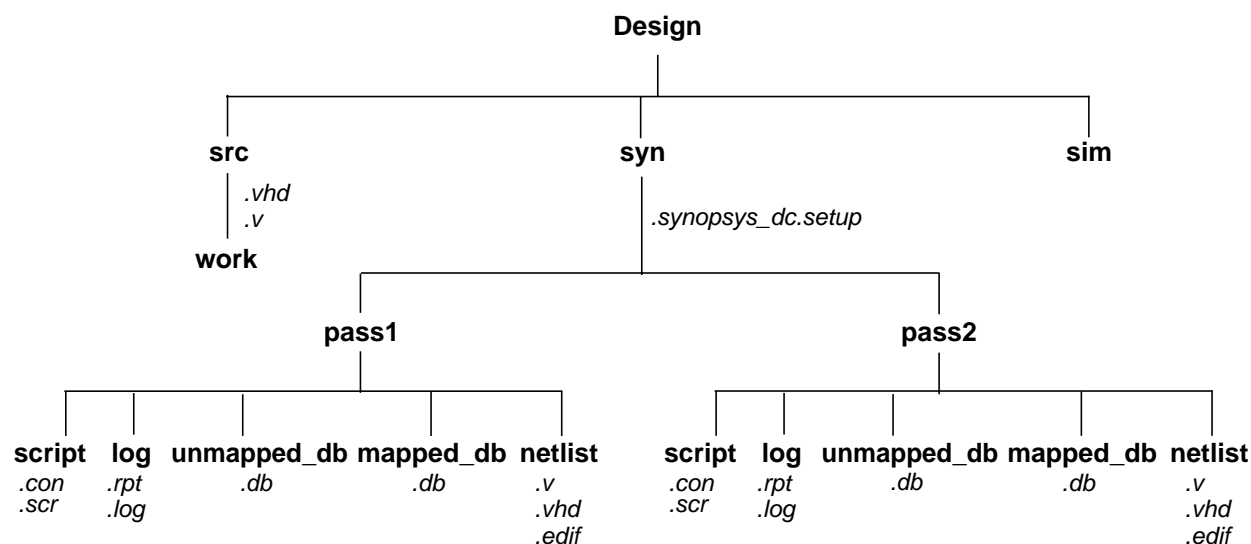 Design
src syn sim
.vhd
.v
.synopsys_dc.setup
work
pass1 pass2
script log unmapped_db mapped_db netlist script log unmapped_db mapped_db netlist
.con .rpt .db .db .v .con .rpt .db .db .v
.scr .log .vhd .scr .log .vhd
.edif .edif